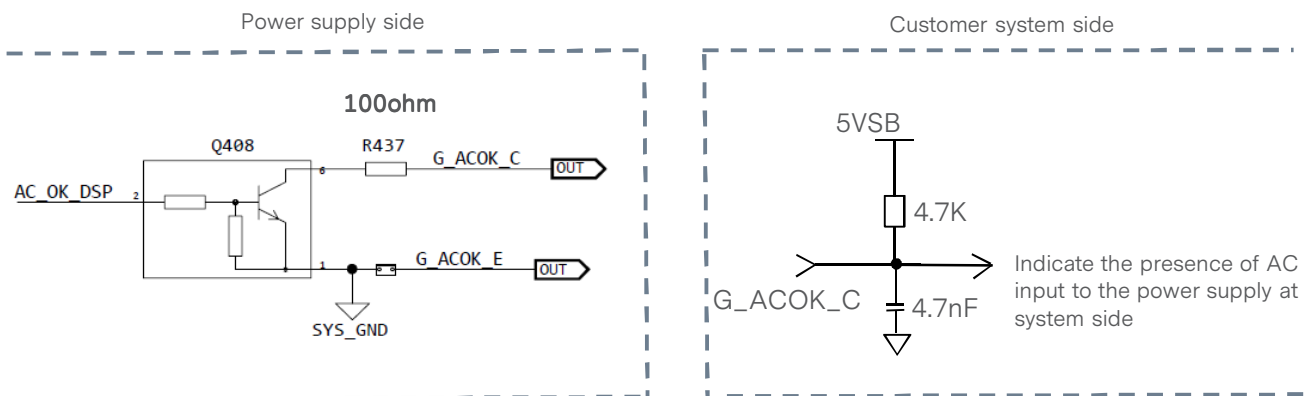 Power supply side
Customer system side
100ohm
Q408
R437
G_ACOK_C
OUT
AC_OK_DSP
2
6
1
G_ACOK_E
OUT
SYS_GND
5VSB
4.7K
G_ACOK_C
4.7nF
Indicate the presence of AC
input to the power supply at
system side